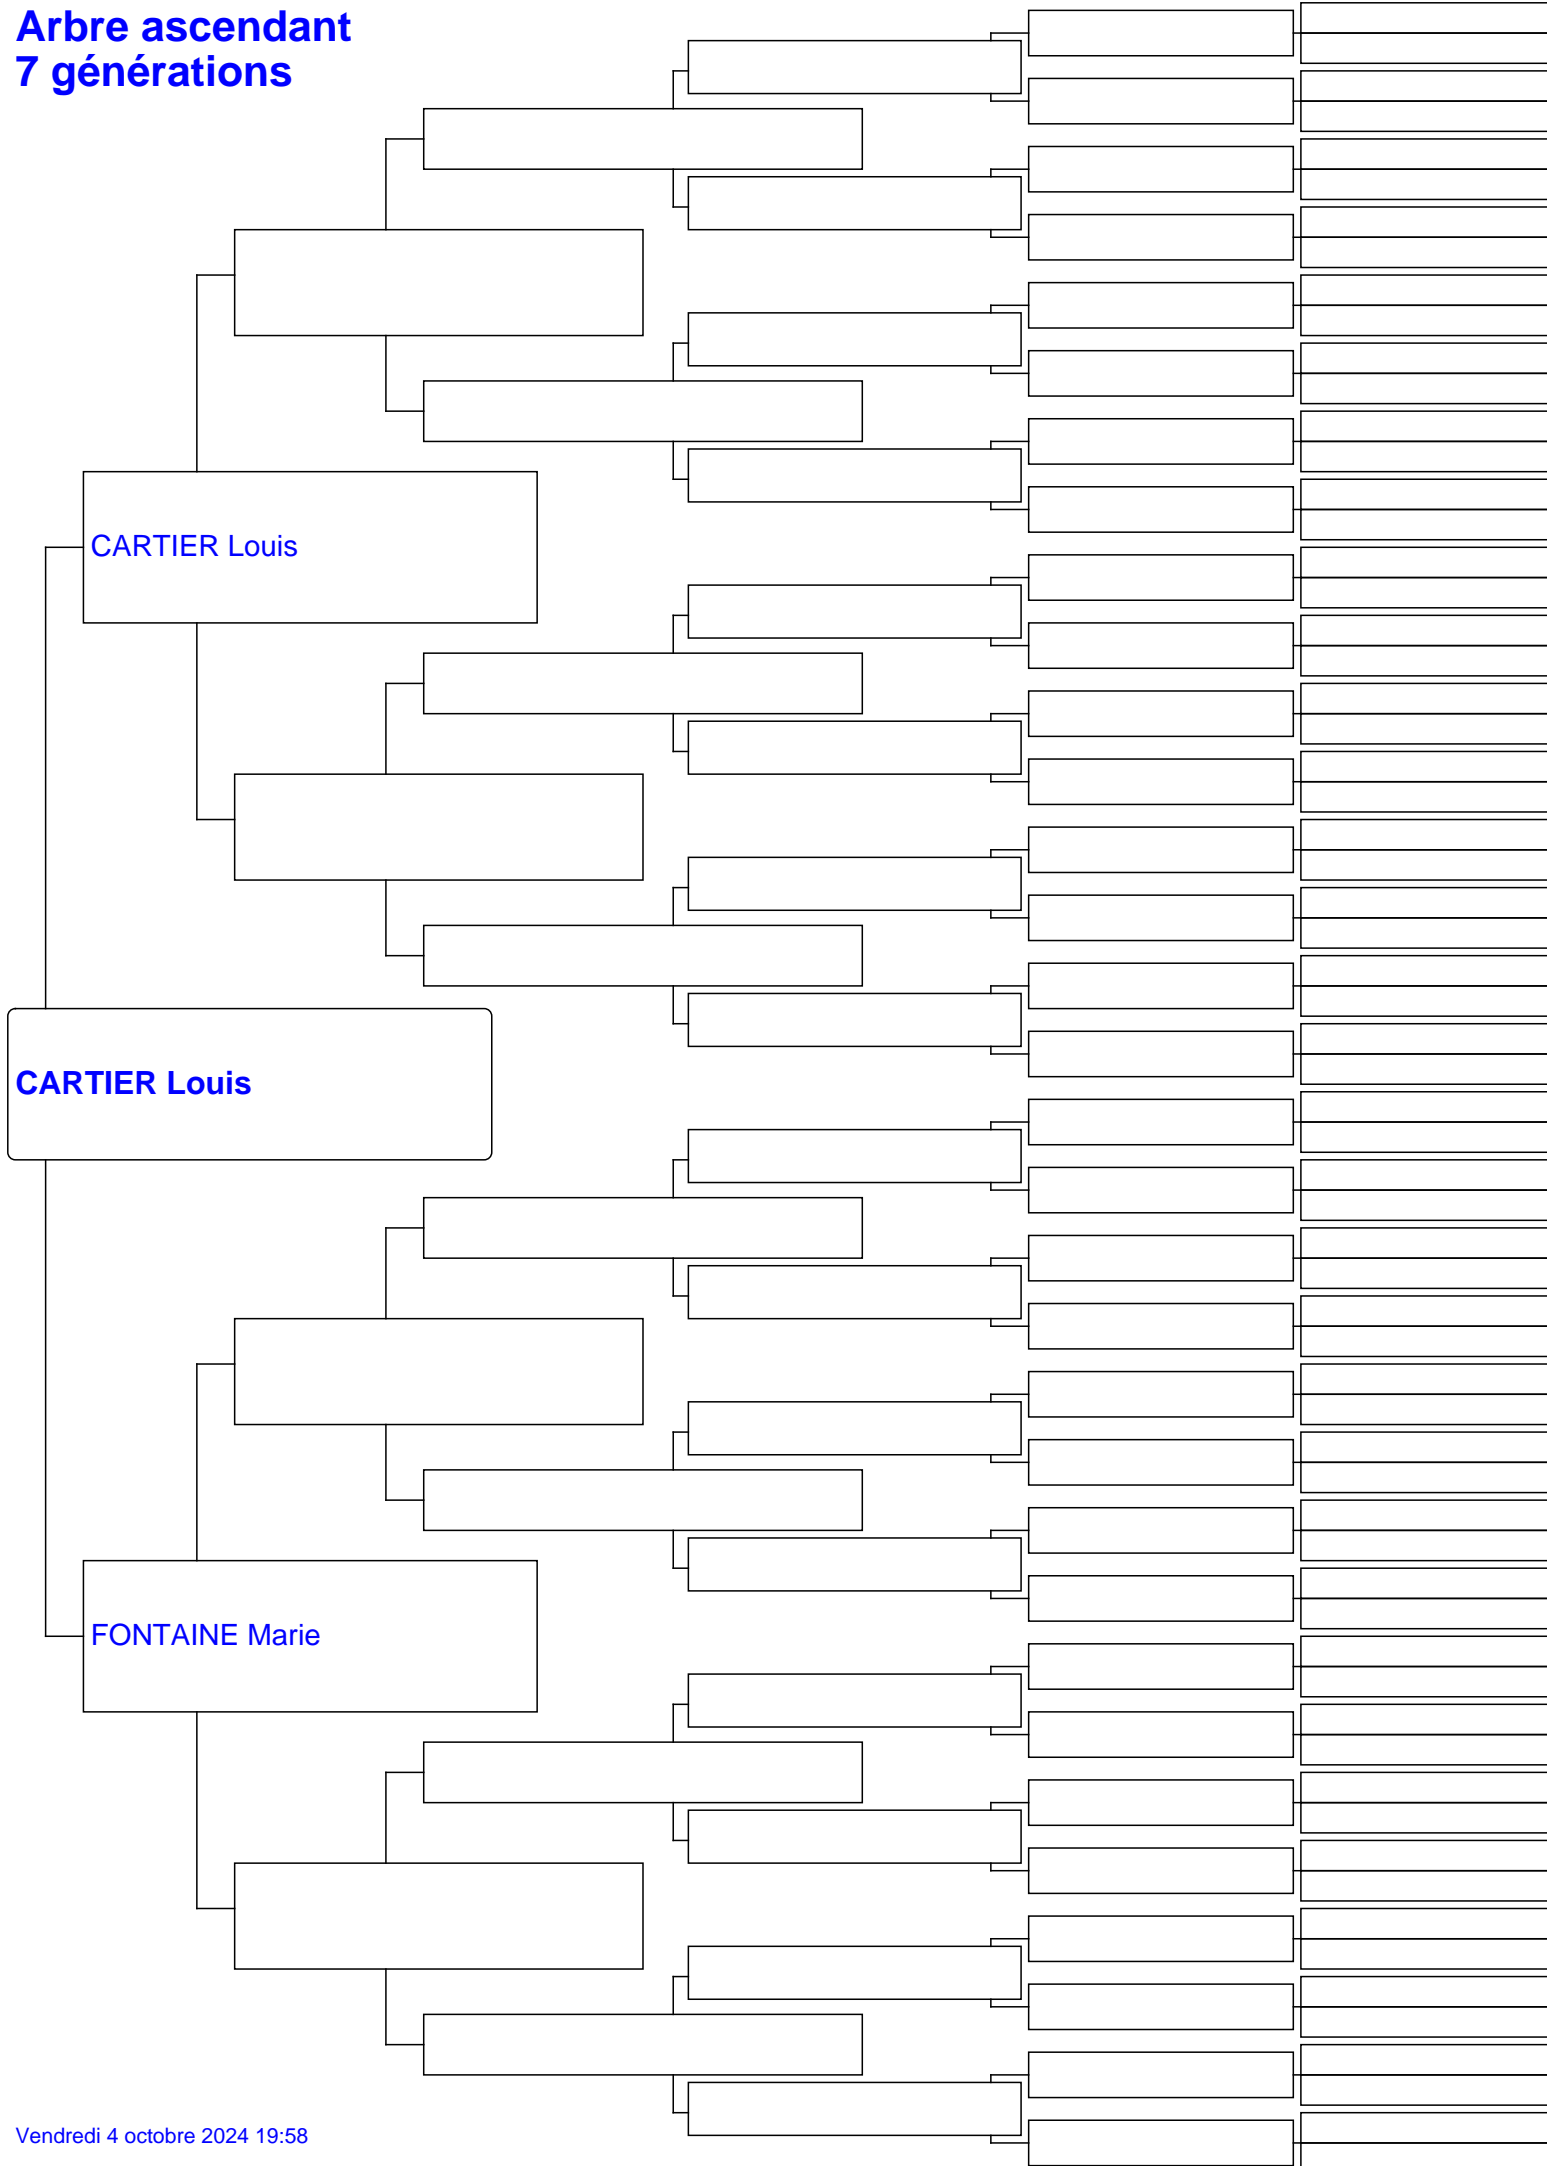 Arbre ascendant
7 générations
CARTIER Louis
CARTIER Louis
FONTAINE Marie
Vendredi 4 octobre 2024 19:58